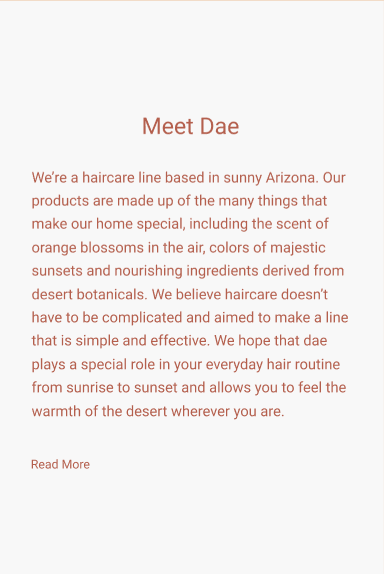 Meet Dae
We’re a haircare line based in sunny Arizona. Our
products are made up of the many things that
make our home special, including the scent of
orange blossoms in the air, colors of majestic
sunsets and nourishing ingredients derived from
desert botanicals. We believe haircare doesn’t
have to be complicated and aimed to make a line
that is simple and effective. We hope that dae
plays a special role in your everyday hair routine
from sunrise to sunset and allows you to feel the
warmth of the desert wherever you are.
Read More